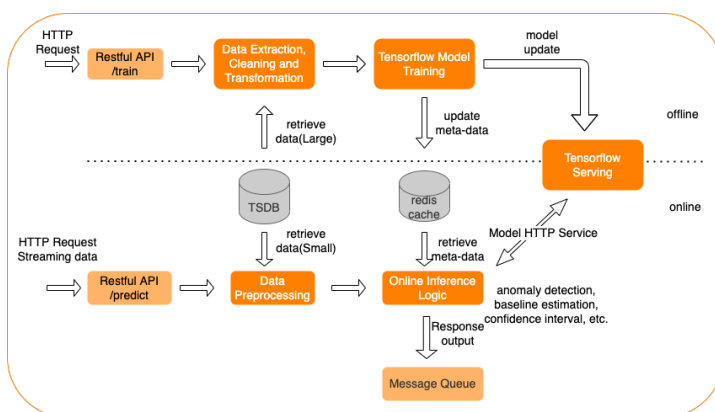 HTTP
Request
Restful API
/train
Data Extraction,
Cleaning and
Transformation
Tensorflow Model
Training
model
update
retrieve
data(Large)
update
meta-data
offline
Tensorflow
Serving
online
TSDB
redis
cache
HTTP Request
Streaming data
retrieve
data(Small)
retrieve
meta-data
Model HTTP Service
Restful API
/predict
Data
Preprocessing
Online Inference
Logic
anomaly detection,
baseline estimation,
confidence interval, etc.
Response
output
Message Queue